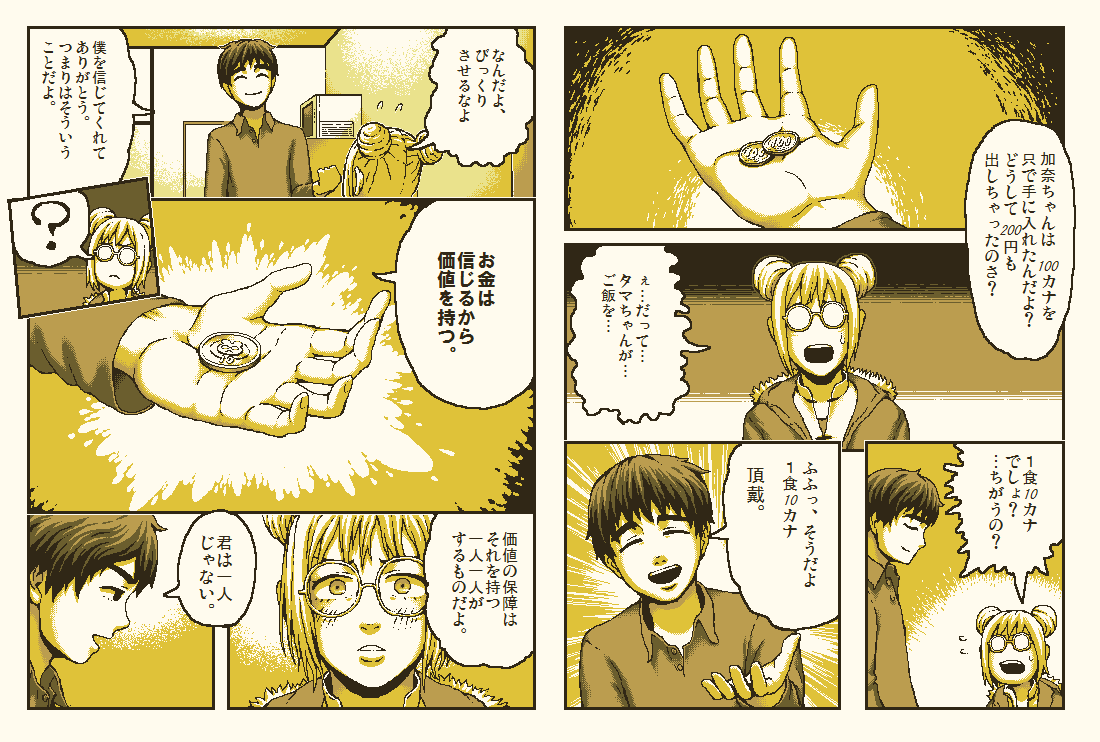 加奈ちゃんは100カナを
只で手に入れたんだよ?
どうして200円も
出しちゃったのさ?
100
100
ぇ…だって…
タマちゃんが…
ご飯を…
1食10カナ
でしょ?
…ちがうの?
ふふっ、そうだよ
1食10カナ
頂戴。
なんだよ、
びっくり
させるなよ
僕を信じてくれて
ありがとう。
つまりはそういう
ことだよ。
?
お金は
信じるから
価値を持つ。
10
価値の保障は
それを持つ
一人一人が
するものだよ。
君は一人
じゃない。